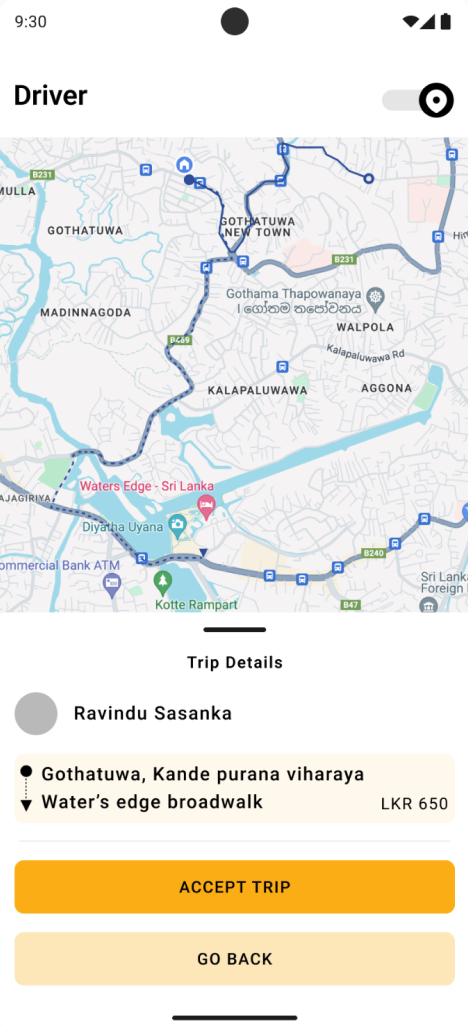 9:30
Driver
B231
MULLA
GOTHATUWA
GOTHATUWA
NEW TOWN
B231
Gothama Thapowanaya
| ගෝතම තපෝවනය
MADINNAGODA
WALPOLA
B469
Kalapaluwawa Rd
KALAPALUWAWA
AGGONA
Waters Edge - Sri Lanka
AJAGIRIYA
Diyatha Uyana
B240
ommercial Bank ATM
Sri Lanka
Foreign
Kotte Rampart
B47
Trip Details
Ravindu Sasanka
Gothatuwa, Kande purana viharaya
Water’s edge broadwalk
LKR 650
ACCEPT TRIP
GO BACK